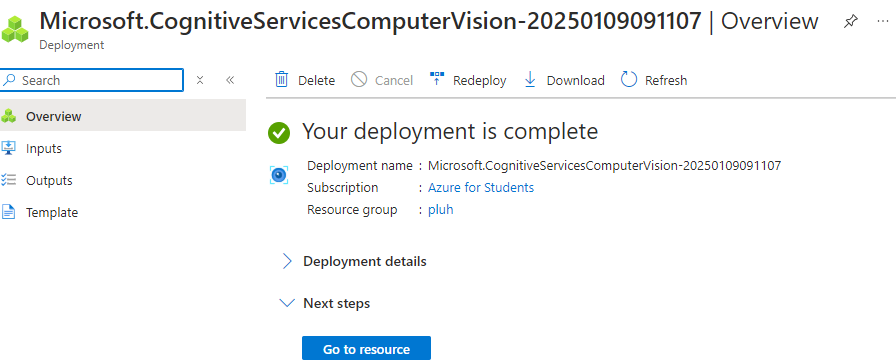 Microsoft.CognitiveServicesComputerVision-20250109091107 | Overview
Deployment
Search
Delete
Cancel
Redeploy
Download
Refresh
Overview
Inputs
Outputs
Template
Your deployment is complete
Deployment name : Microsoft.CognitiveServicesComputerVision-20250109091107
Subscription : Azure for Students
Resource group : pluh
Deployment details
Next steps
Go to resource